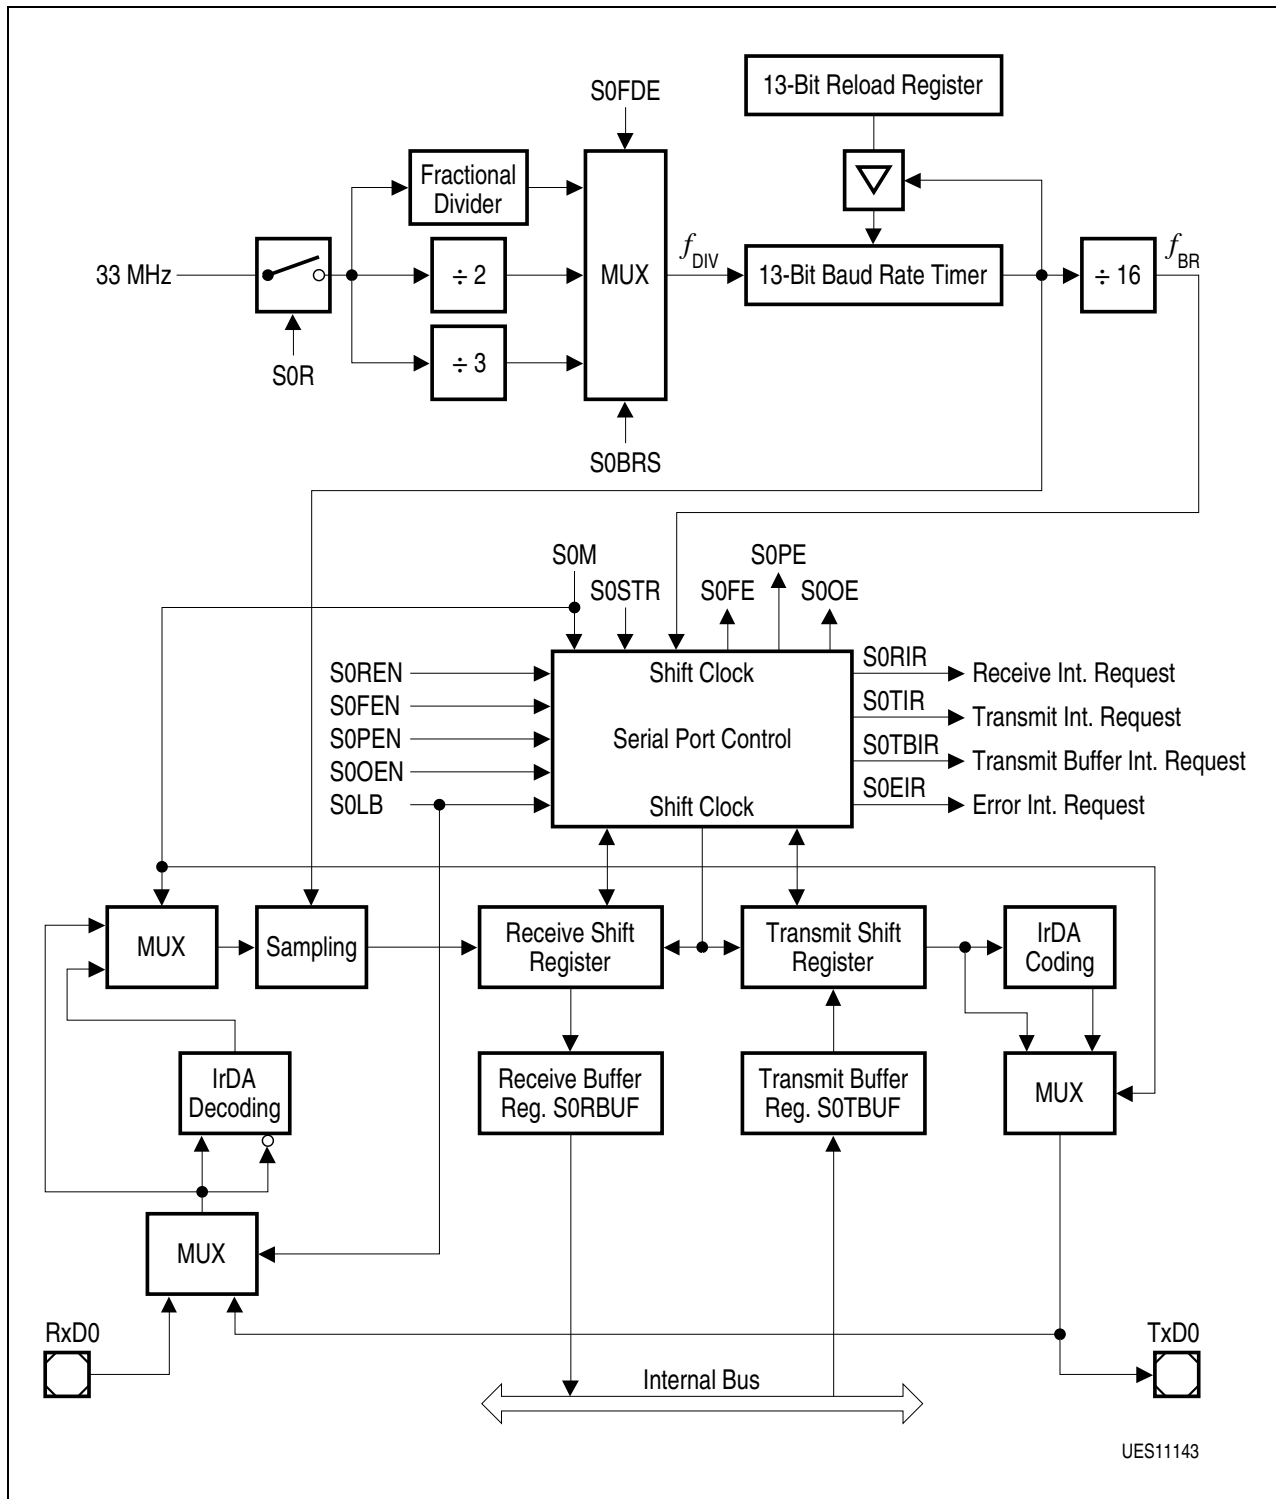 13-Bit Reload Register
S0FDE
Fractional
Divider
33 MHz
÷ 2
MUX
fDIV
13-Bit Baud Rate Timer
÷ 16
fBR
÷ 3
S0R
S0BRS
S0M
S0STR
S0FE
S0PE
S0OE
S0REN
S0FEN
S0PEN
S0OEN
S0LB
Shift Clock
Serial Port Control
Shift Clock
S0RIR
Receive Int. Request
S0TIR
Transmit Int. Request
S0TBIR
Transmit Buffer Int. Request
S0EIR
Error Int. Request
MUX
Sampling
Receive Shift
Register
Transmit Shift
Register
IrDA
Coding
IrDA
Decoding
Receive Buffer
Reg. S0RBUF
Transmit Buffer
Reg. S0TBUF
MUX
MUX
RxD0
TxD0
Internal Bus
UES11143